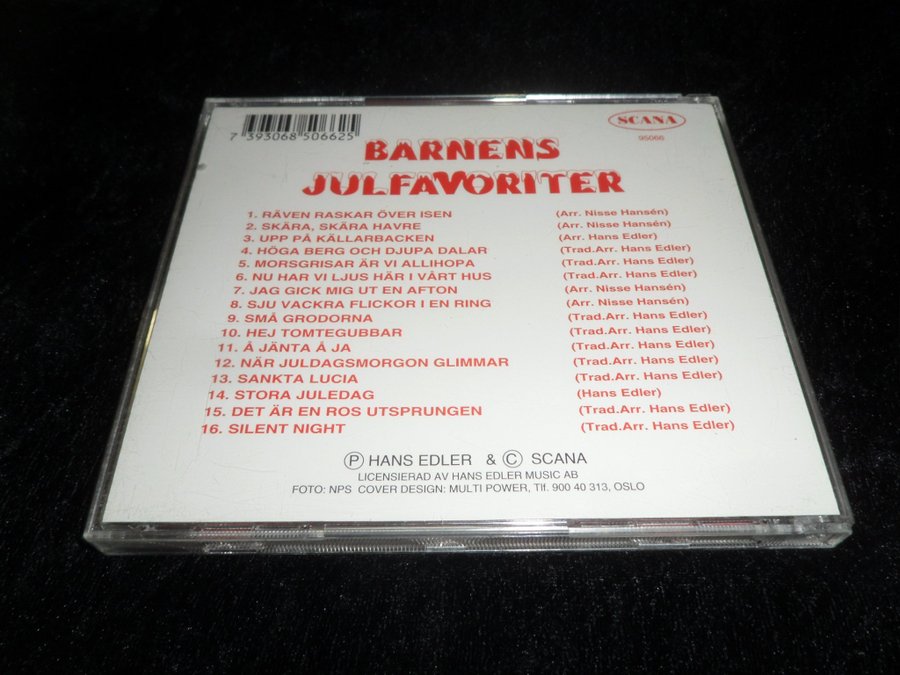 7 393068 506625
SCANA
95066
BARNENS
JULFAVORITER
1. RÄVEN RASKAR ÖVER ISEN (Arr. Nisse Hansén)
2. SKÄRA, SKÄRA HAVRE (Arr. Nisse Hansén)
3. UPP PÅ KÄLLARBACKEN (Arr. Hans Edler)
4. HÖGA BERG OCH DJUPA DALAR (Trad.Arr. Hans Edler)
5. MORSGRISAR ÄR VI ALLIHOPA (Trad.Arr. Hans Edler)
6. NU HAR VI LJUS HÄR I VÅRT HUS (Trad.Arr. Hans Edler)
7. JAG GICK MIG UT EN AFTON (Arr. Nisse Hansén)
8. SJU VACKRA FLICKOR I EN RING (Arr. Nisse Hansén)
9. SMÅ GRODORNA (Trad.Arr. Hans Edler)
10. HEJ TOMTEGUBBAR (Trad.Arr. Hans Edler)
11. Å JÄNTA Å JA (Trad.Arr. Hans Edler)
12. NÄR JULDAGSMORGON GLIMMAR (Trad.Arr. Hans Edler)
13. SANKTA LUCIA (Trad.Arr. Hans Edler)
14. STORA JULEDAG (Hans Edler)
15. DET ÄR EN ROS UTSPRUNGEN (Trad.Arr. Hans Edler)
16. SILENT NIGHT (Trad.Arr. Hans Edler)
Ⓟ HANS EDLER & Ⓒ SCANA
LICENSIERAD AV HANS EDLER MUSIC AB
FOTO: NPS COVER DESIGN: MULTI POWER, Tlf. 900 40 313, OSLO